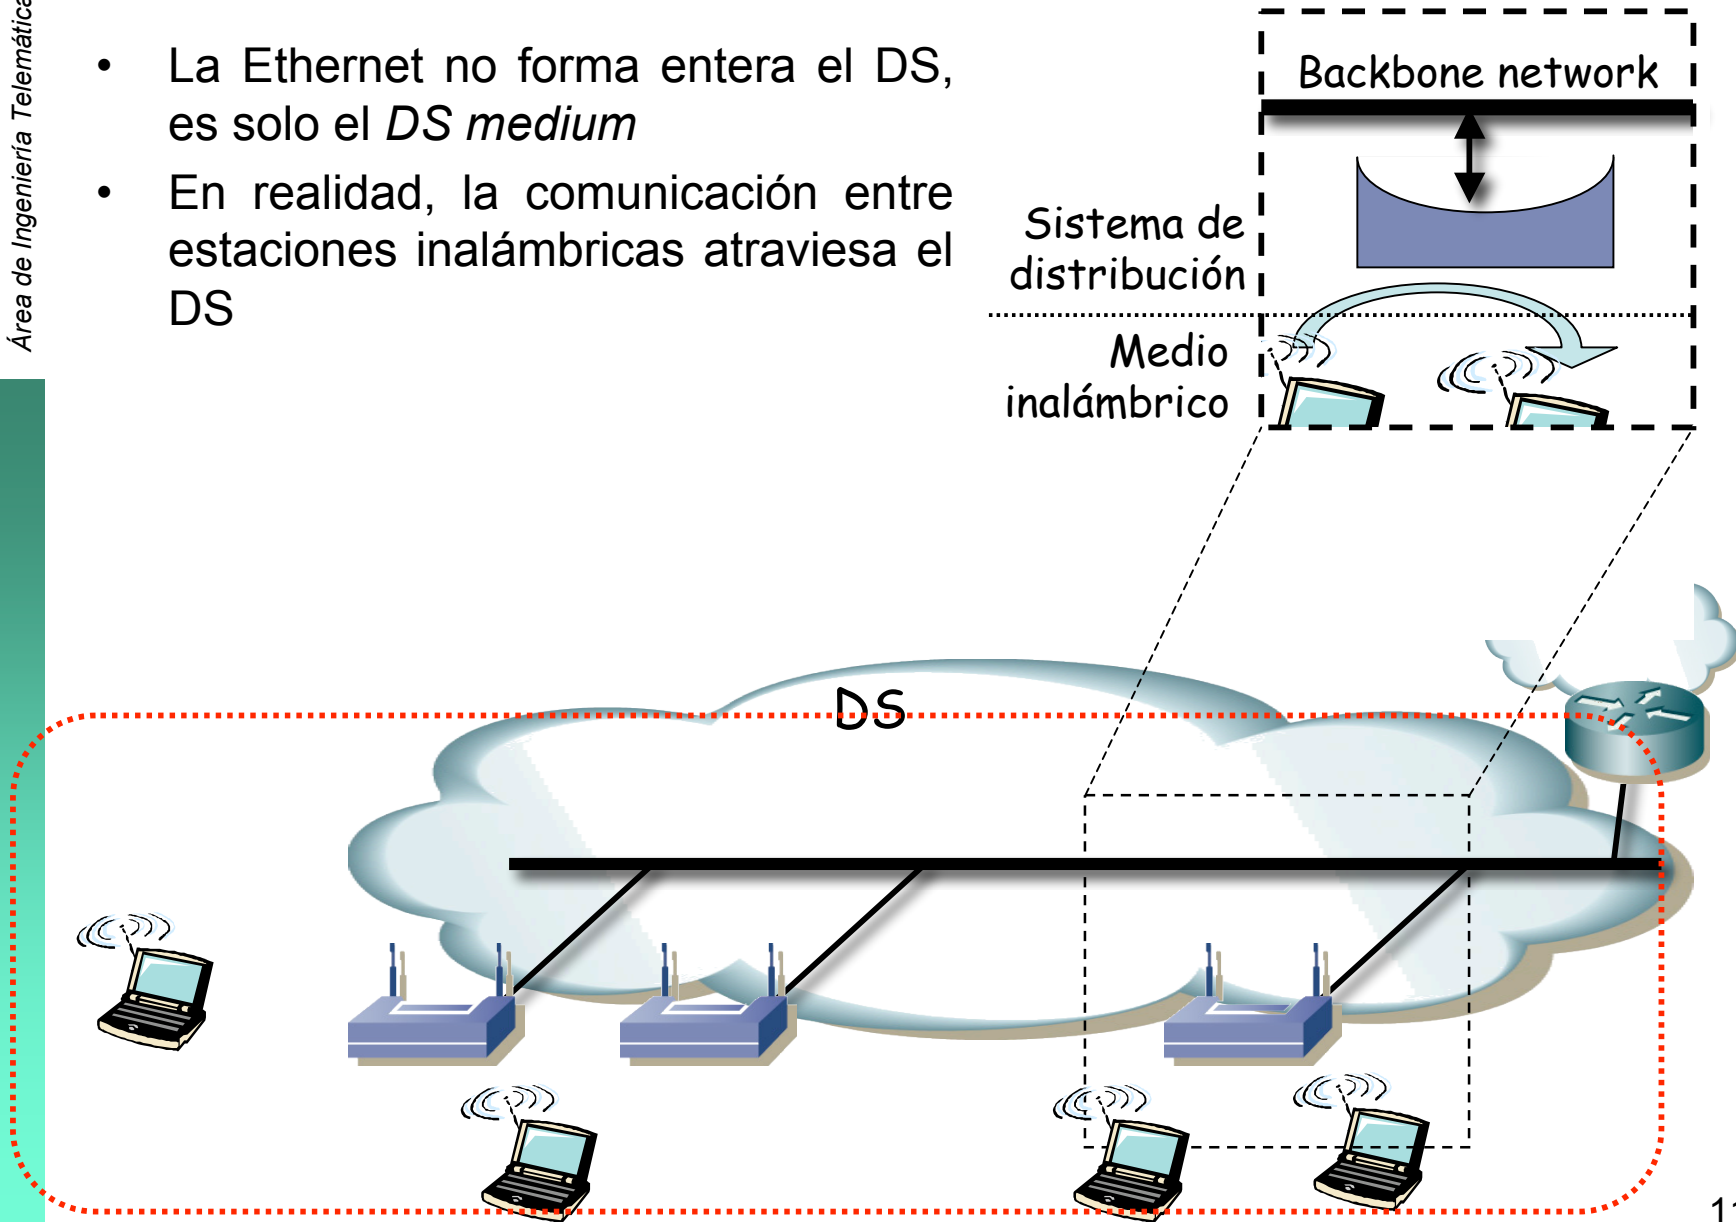 Área de Ingeniería Telemática
• La Ethernet no forma entera el DS,
es solo el DS medium
• En realidad, la comunicación entre
estaciones inalámbricas atraviesa el
DS
Backbone network
Sistema de
distribución
Medio
inalámbrico
DS